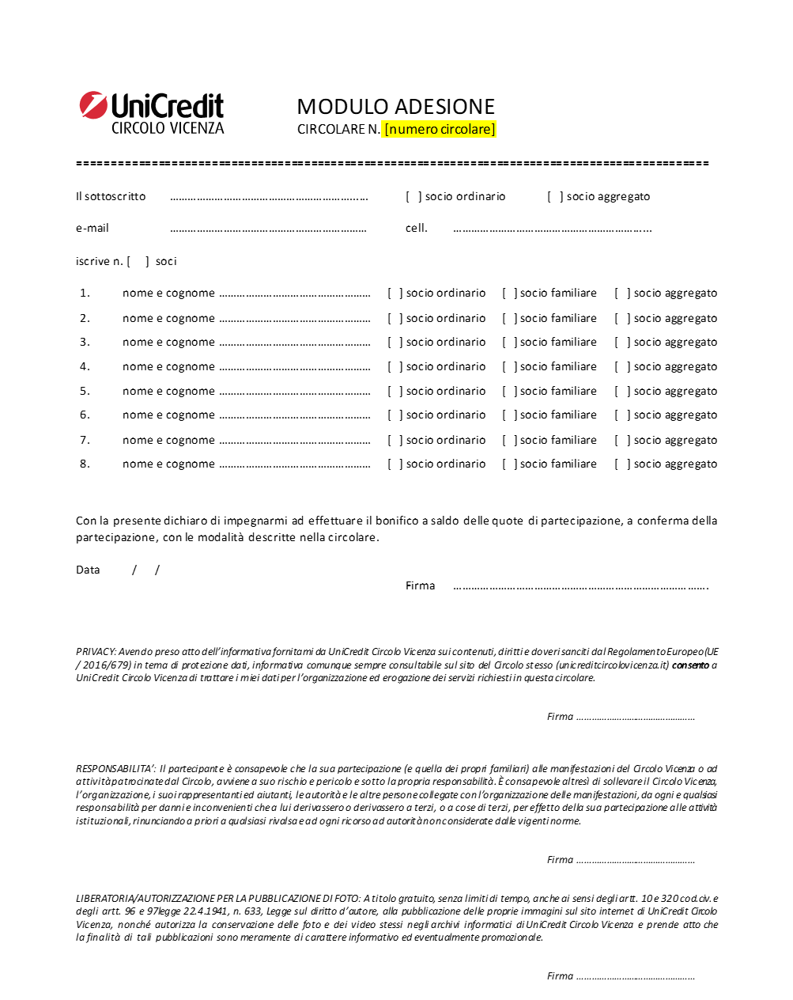 UniCredit
CIRCOLO VICENZA
MODULO ADESIONE
CIRCOLARE N. [numero circolare]
==========================================================================================
Il sottoscritto ………………………………………………………… [ ] socio ordinario [ ] socio aggregato
e-mail ………………………………………………………… cell. …………………………………………………………
iscrive n. [ ] soci
1. nome e cognome …………………………………………… [ ] socio ordinario [ ] socio familiare [ ] socio aggregato
2. nome e cognome …………………………………………… [ ] socio ordinario [ ] socio familiare [ ] socio aggregato
3. nome e cognome …………………………………………… [ ] socio ordinario [ ] socio familiare [ ] socio aggregato
4. nome e cognome …………………………………………… [ ] socio ordinario [ ] socio familiare [ ] socio aggregato
5. nome e cognome …………………………………………… [ ] socio ordinario [ ] socio familiare [ ] socio aggregato
6. nome e cognome …………………………………………… [ ] socio ordinario [ ] socio familiare [ ] socio aggregato
7. nome e cognome …………………………………………… [ ] socio ordinario [ ] socio familiare [ ] socio aggregato
8. nome e cognome …………………………………………… [ ] socio ordinario [ ] socio familiare [ ] socio aggregato
Con la presente dichiaro di impegnarmi ad effettuare il bonifico a saldo delle quote di partecipazione, a conferma della
partecipazione, con le modalità descritte nella circolare.
Data / /
Firma ………………………………………………………………………….
PRIVACY: Avendo preso atto dell’informativa fornitami da UniCredit Circolo Vicenza sui contenuti, diritti e doveri sanciti dal Regolamento Europeo (UE
/ 2016/679) in tema di protezione dati, informativa comunque sempre consultabile sul sito del Circolo stesso (unicreditcircolovicenza.it) consento a
UniCredit Circolo Vicenza di trattare i miei dati per l’organizzazione ed erogazione dei servizi richiesti in questa circolare.
Firma ………………………………………
RESPONSABILITA’: Il partecipante è consapevole che la sua partecipazione (e quella dei propri familiari) alle manifestazioni del Circolo Vicenza o ad
attività patrocinate dal Circolo, avviene a suo rischio e pericolo e sotto la propria responsabilità. È consapevole altresì di sollevare il Circolo Vicenza,
l’organizzazione, i suoi rappresentanti ed aiutanti, le autorità e le altre persone collegate con l’organizzazione delle manifestazioni, da ogni e qualsiasi
responsabilità per danni e inconvenienti che a lui derivassero o derivassero a terzi, o a cose di terzi, per effetto della sua partecipazione alle attività
istituzionali, rinunciando a priori a qualsiasi rivalsa e ad ogni ricorso ad autorità non considerate dalle vigenti norme.
Firma ………………………………………
LIBERATORIA/AUTORIZZAZIONE PER LA PUBBLICAZIONE DI FOTO: A titolo gratuito, senza limiti di tempo, anche ai sensi degli artt. 10 e 320 cod.civ. e
degli artt. 96 e 97legge 22.4.1941, n. 633, Legge sul diritto d’autore, alla pubblicazione delle proprie immagini sul sito internet di UniCredit Circolo
Vicenza, nonché autorizza la conservazione delle foto e dei video stessi negli archivi informatici di UniCredit Circolo Vicenza e prende atto che
la finalità di tali pubblicazioni sono meramente di carattere informativo ed eventualmente promozionale.
Firma ………………………………………